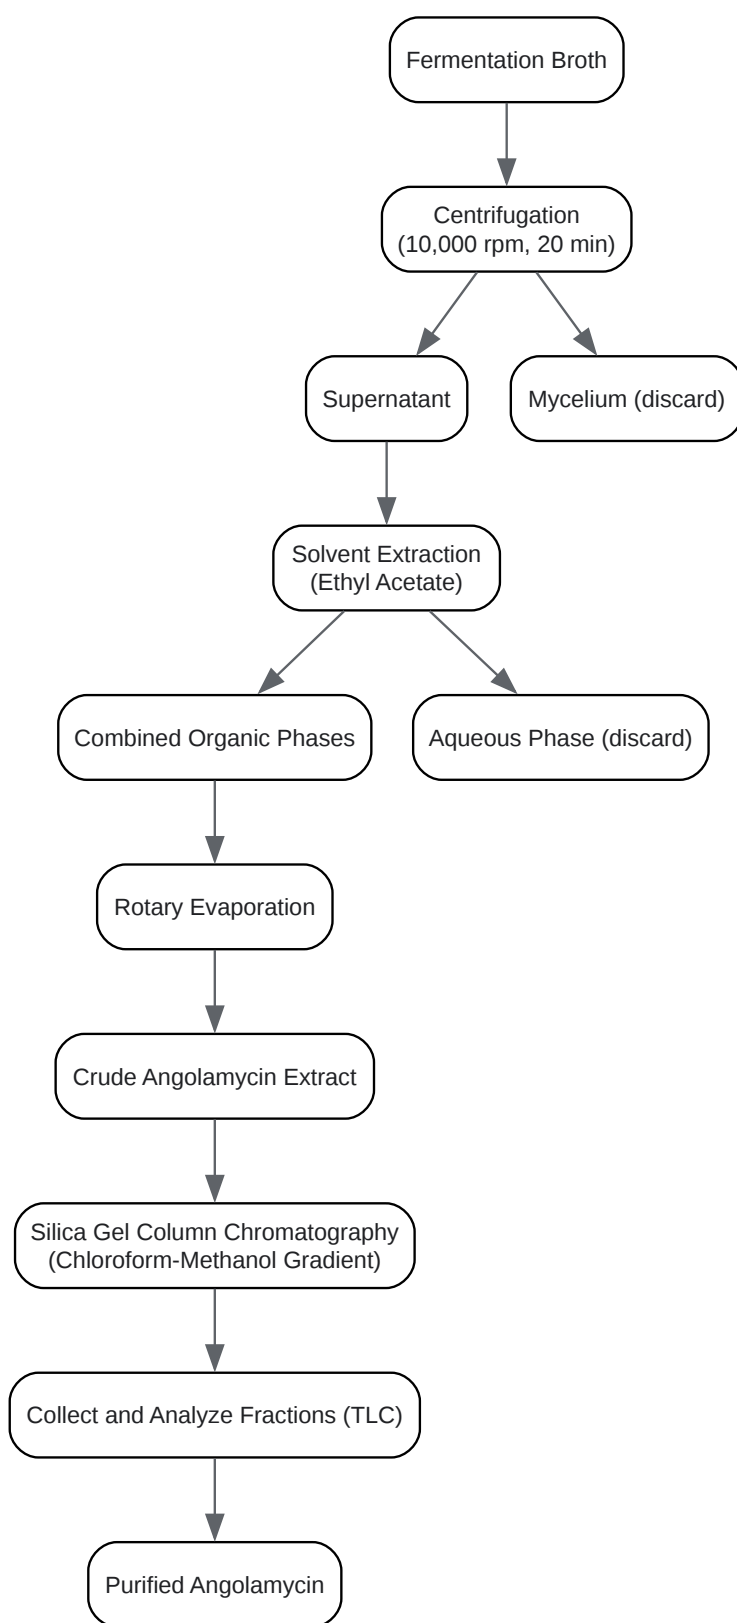 Fermentation Broth
Centrifugation
(10,000 rpm, 20 min)
Supernatant
Mycelium (discard)
Solvent Extraction
(Ethyl Acetate)
Combined Organic Phases
Aqueous Phase (discard)
Rotary Evaporation
Crude Angolamycin Extract
Silica Gel Column Chromatography
(Chloroform-Methanol Gradient)
Collect and Analyze Fractions (TLC)
Purified Angolamycin